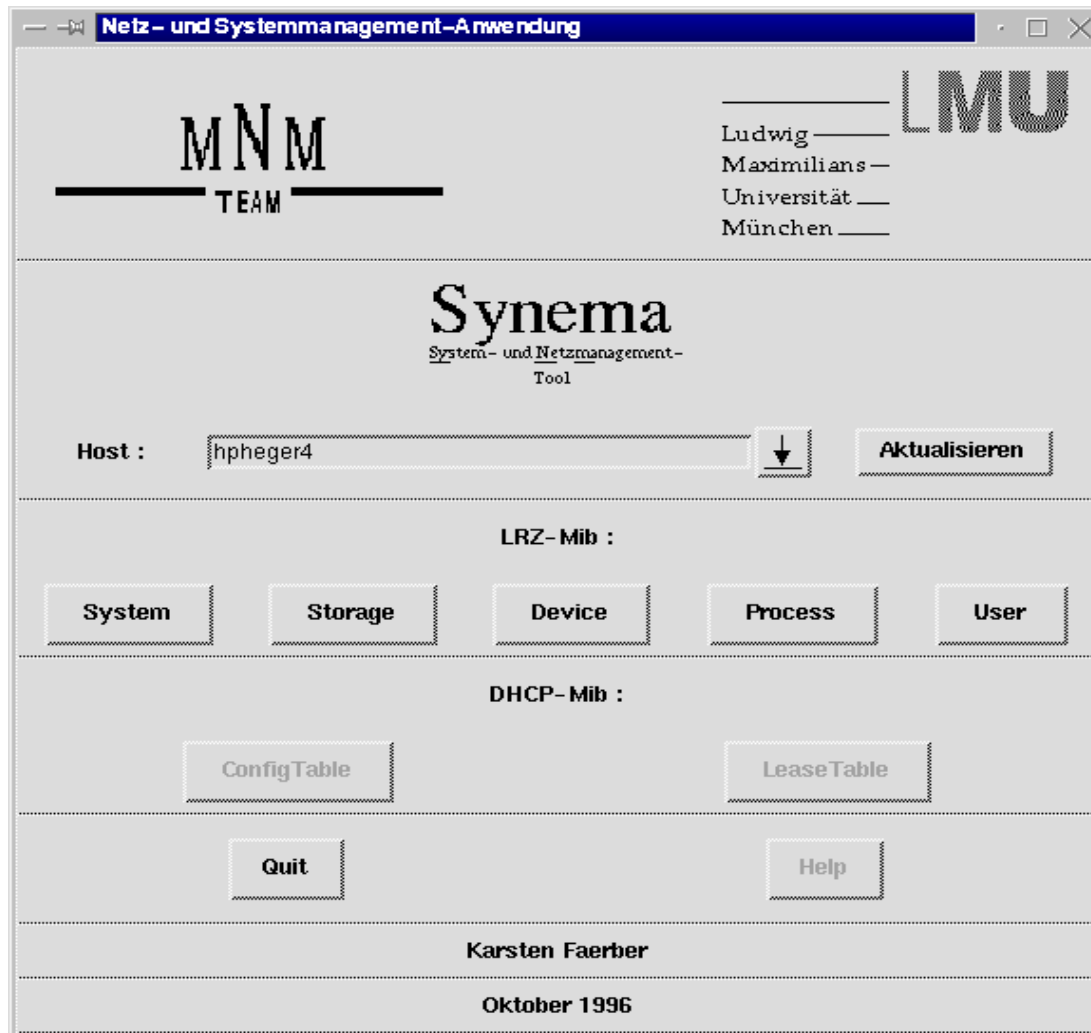 Netz- und Systemmanagement-Anwendung
MNM
TEAM
LMU
Ludwig
Maximilians
Universität
München
Synema
System- und Netzmanagement-
Tool
Host : hpheger4 Aktualisieren
LRZ-Mib :
System Storage Device Process User
DHCP-Mib :
ConfigTable LeaseTable
Quit Help
Karsten Faerber
Oktober 1996